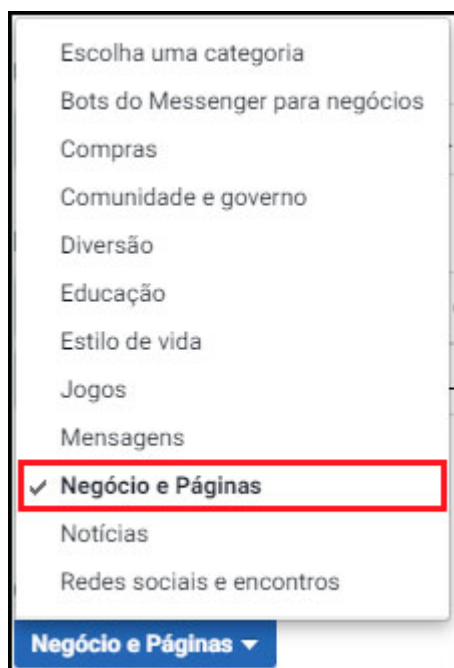 Escolha uma categoria
Bots do Messenger para negócios
Compras
Comunidade e governo
Diversão
Educação
Estilo de vida
Jogos
Mensagens
Negócio e Páginas
Notícias
Redes sociais e encontros
Negócio e Páginas